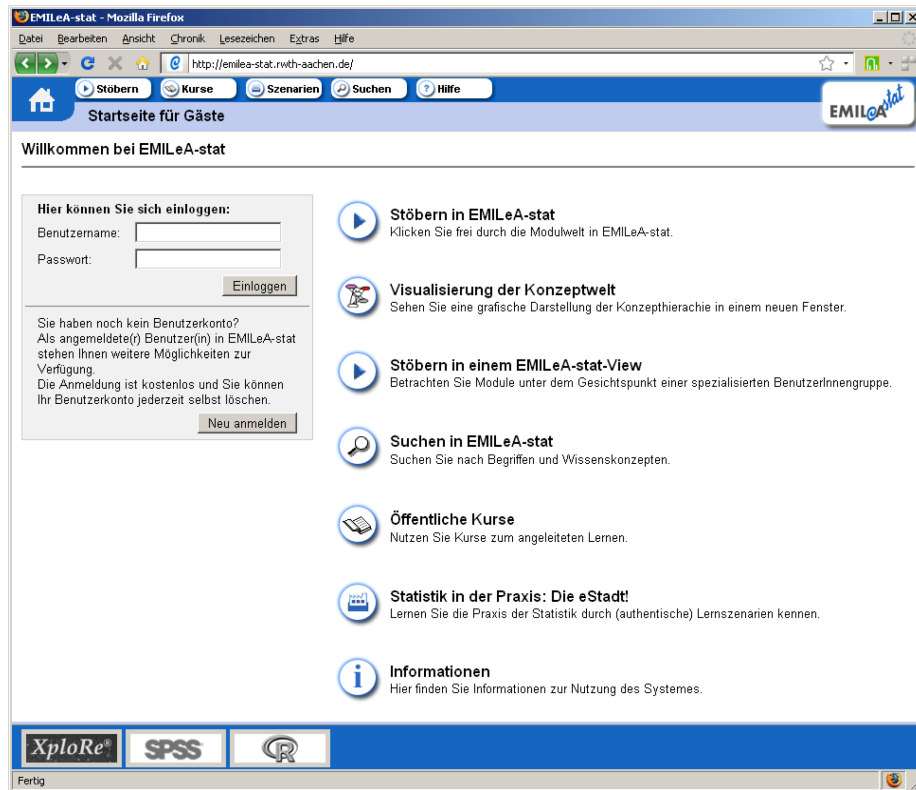 EMILeA-stat - Mozilla Firefox
Datei Bearbeiten Ansicht Chronik Lesezeichen Extras Hilfe
http://emilea-stat.rwth-aachen.de/
Stöbern Kurse Szenarien Suchen Hilfe
Startseite für Gäste
EMILeAstat
Willkommen bei EMILeA-stat
Hier können Sie sich einloggen:
Benutzername:
Passwort:
Einloggen
Sie haben noch kein Benutzerkonto?
Als angemeldete(r) Benutzer(in) in EMILeA-stat
stehen Ihnen weitere Möglichkeiten zur
Verfügung.
Die Anmeldung ist kostenlos und Sie können
Ihr Benutzerkonto jederzeit selbst löschen.
Neu anmelden
Stöbern in EMILeA-stat
Klicken Sie frei durch die Modulwelt in EMILeA-stat.
Visualisierung der Konzeptwelt
Sehen Sie eine grafische Darstellung der Konzepthierachie in einem neuen Fenster.
Stöbern in einem EMILeA-stat-View
Betrachten Sie Module unter dem Gesichtspunkt einer spezialisierten BenutzerInnengruppe.
Suchen in EMILeA-stat
Suchen Sie nach Begriffen und Wissenskonzepten.
Öffentliche Kurse
Nutzen Sie Kurse zum angeleiteten Lernen.
Statistik in der Praxis: Die eStadt!
Lernen Sie die Praxis der Statistik durch (authentische) Lernszenarien kennen.
Informationen
Hier finden Sie Informationen zur Nutzung des Systemes.
XploRe® SPSS R
Fertig